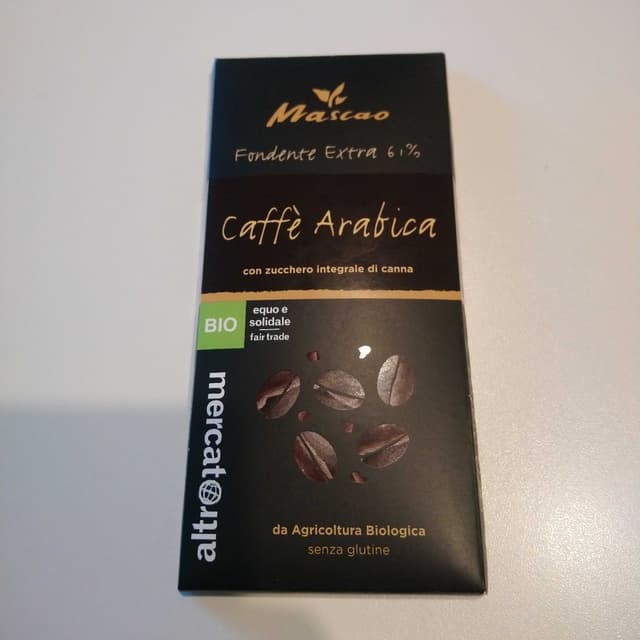 Mascao
Fondente Extra 61%
Caffè Arabica
con zucchero integrale di canna
BIO
equo e
solidale
fair trade
altromercato
da Agricoltura Biologica
senza glutine